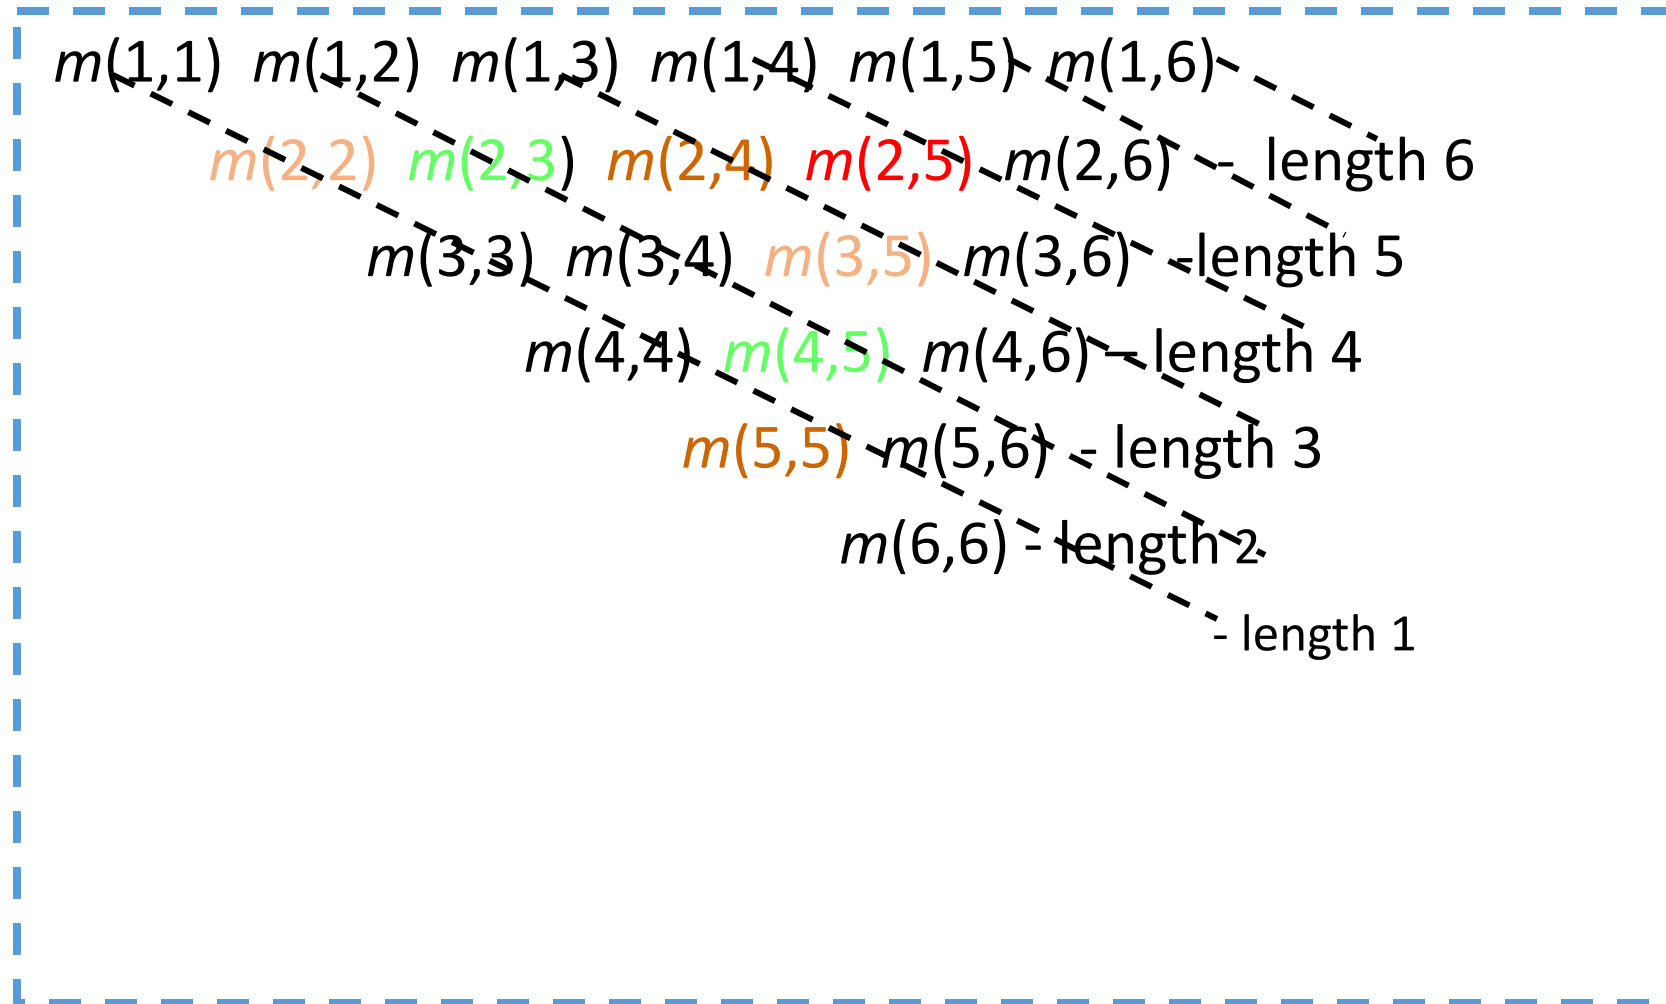 m(1,1) m(1,2) m(1,3) m(1,4) m(1,5) m(1,6)
m(2,2) m(2,3) m(2,4) m(2,5) m(2,6) - length 6
m(3,3) m(3,4) m(3,5) m(3,6) -length 5
m(4,4) m(4,5) m(4,6) – length 4
m(5,5) m(5,6) - length 3
m(6,6) - length 2
- length 1